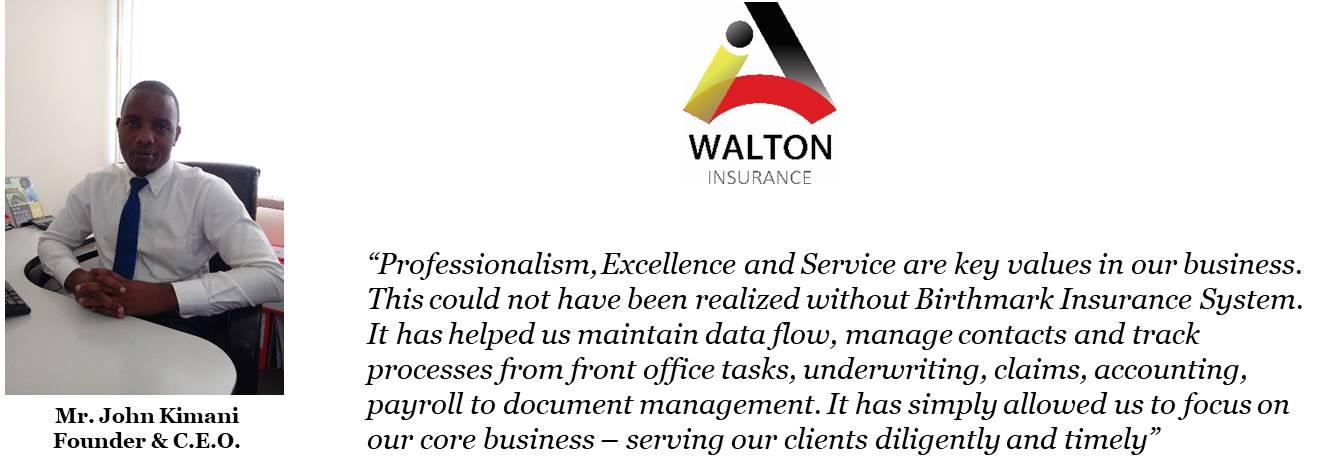 WALTON
INSURANCE
“Professionalism, Excellence and Service are key values in our business.
This could not have been realized without Birthmark Insurance System.
It has helped us maintain data flow, manage contacts and track
processes from front office tasks, underwriting, claims, accounting,
payroll to document management. It has simply allowed us to focus on
our core business – serving our clients diligently and timely”
Mr. John Kimani
Founder & C.E.O.